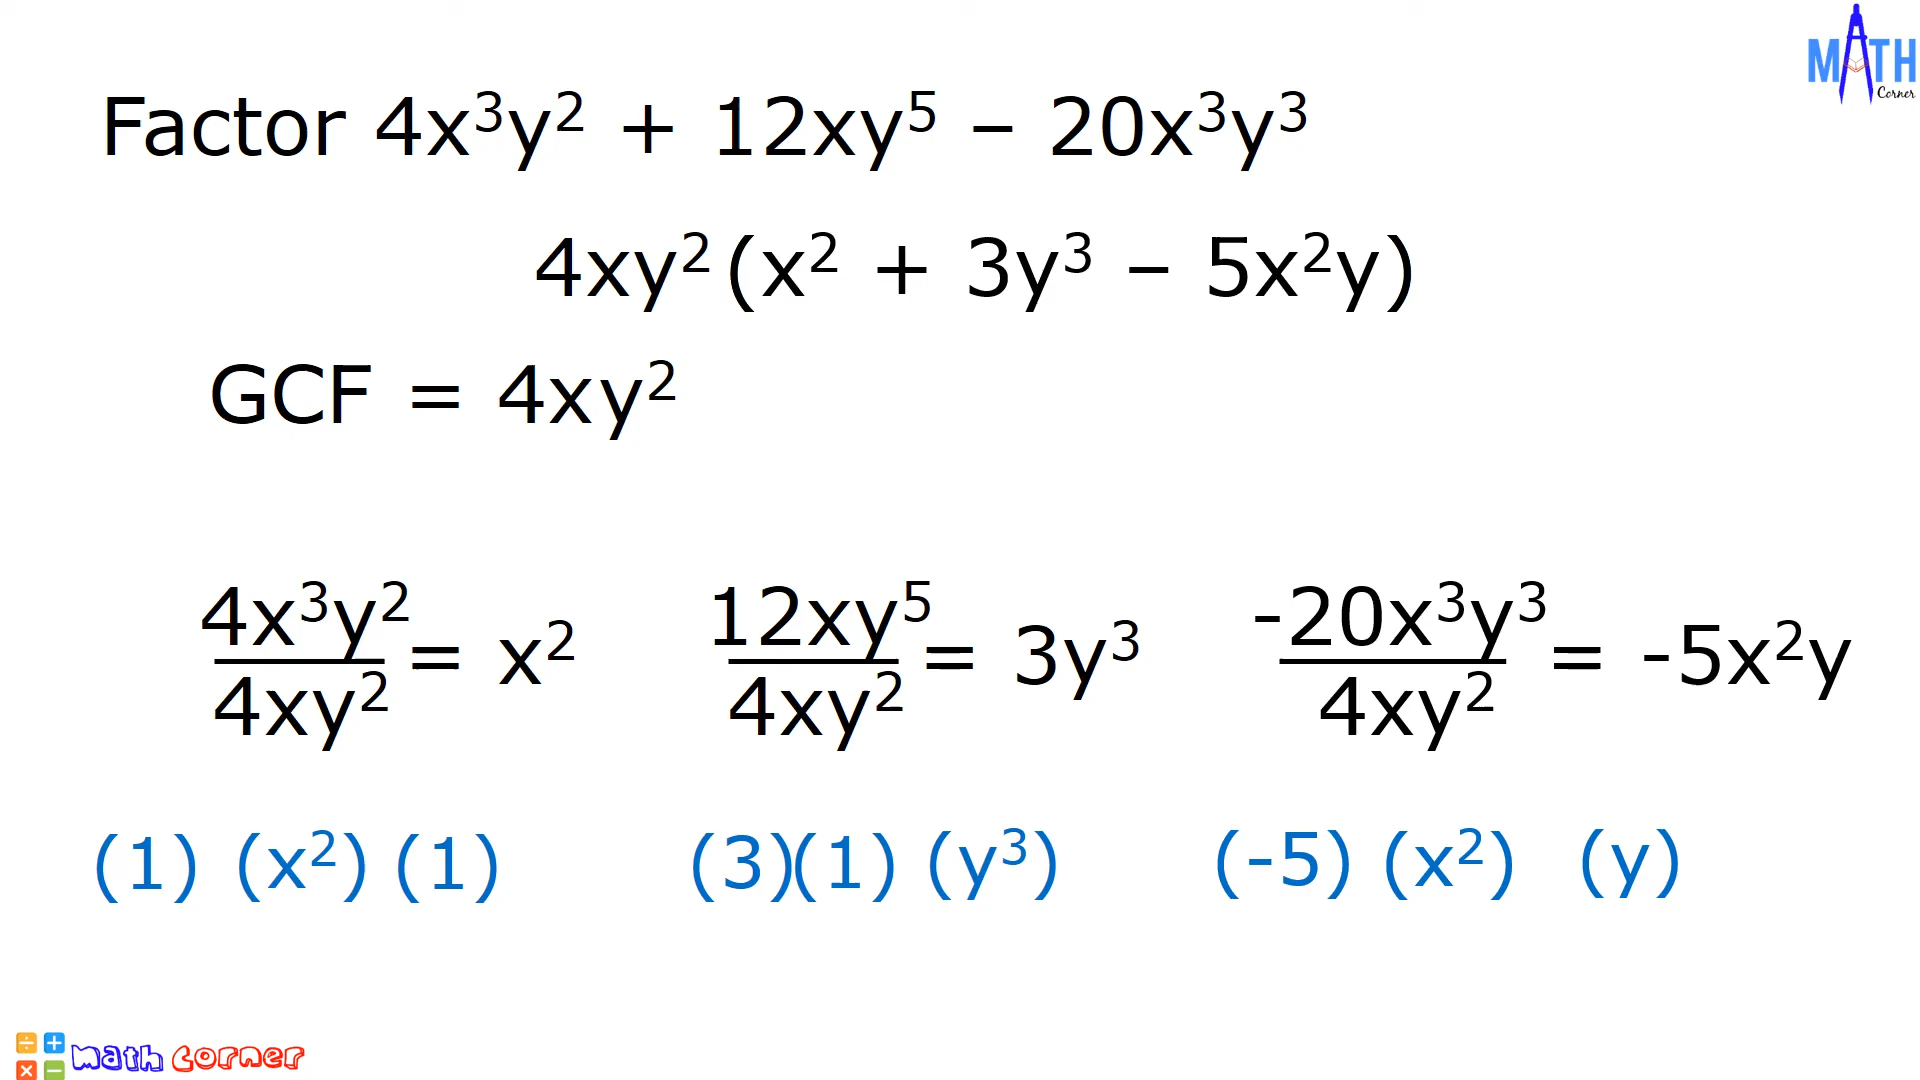 MATH
Corner
Factor 4x³y² + 12xy⁵ – 20x³y³
4xy² (x² + 3y³ – 5x²y)
GCF = 4xy²
4x³y²
4xy²
= x²
12xy⁵
4xy²
= 3y³
-20x³y³
4xy²
= -5x²y
(1) (x²) (1) (3)(1) (y³) (-5) (x²) (y)
÷ +
× −
math corner